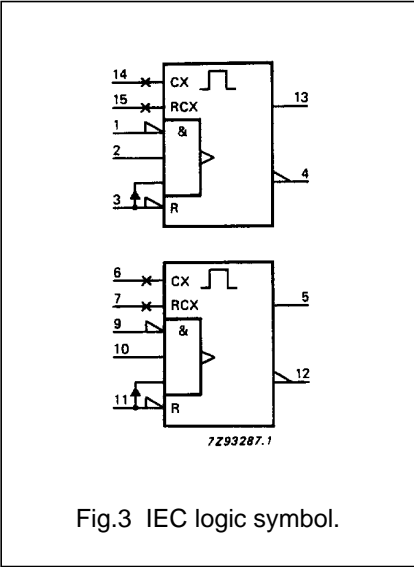 14 CX
15 RCX 13
1 &
2
4
3 R
6 CX
7 RCX 5
9 &
10
12
11 R
7Z93287.1
Fig.3 IEC logic symbol.